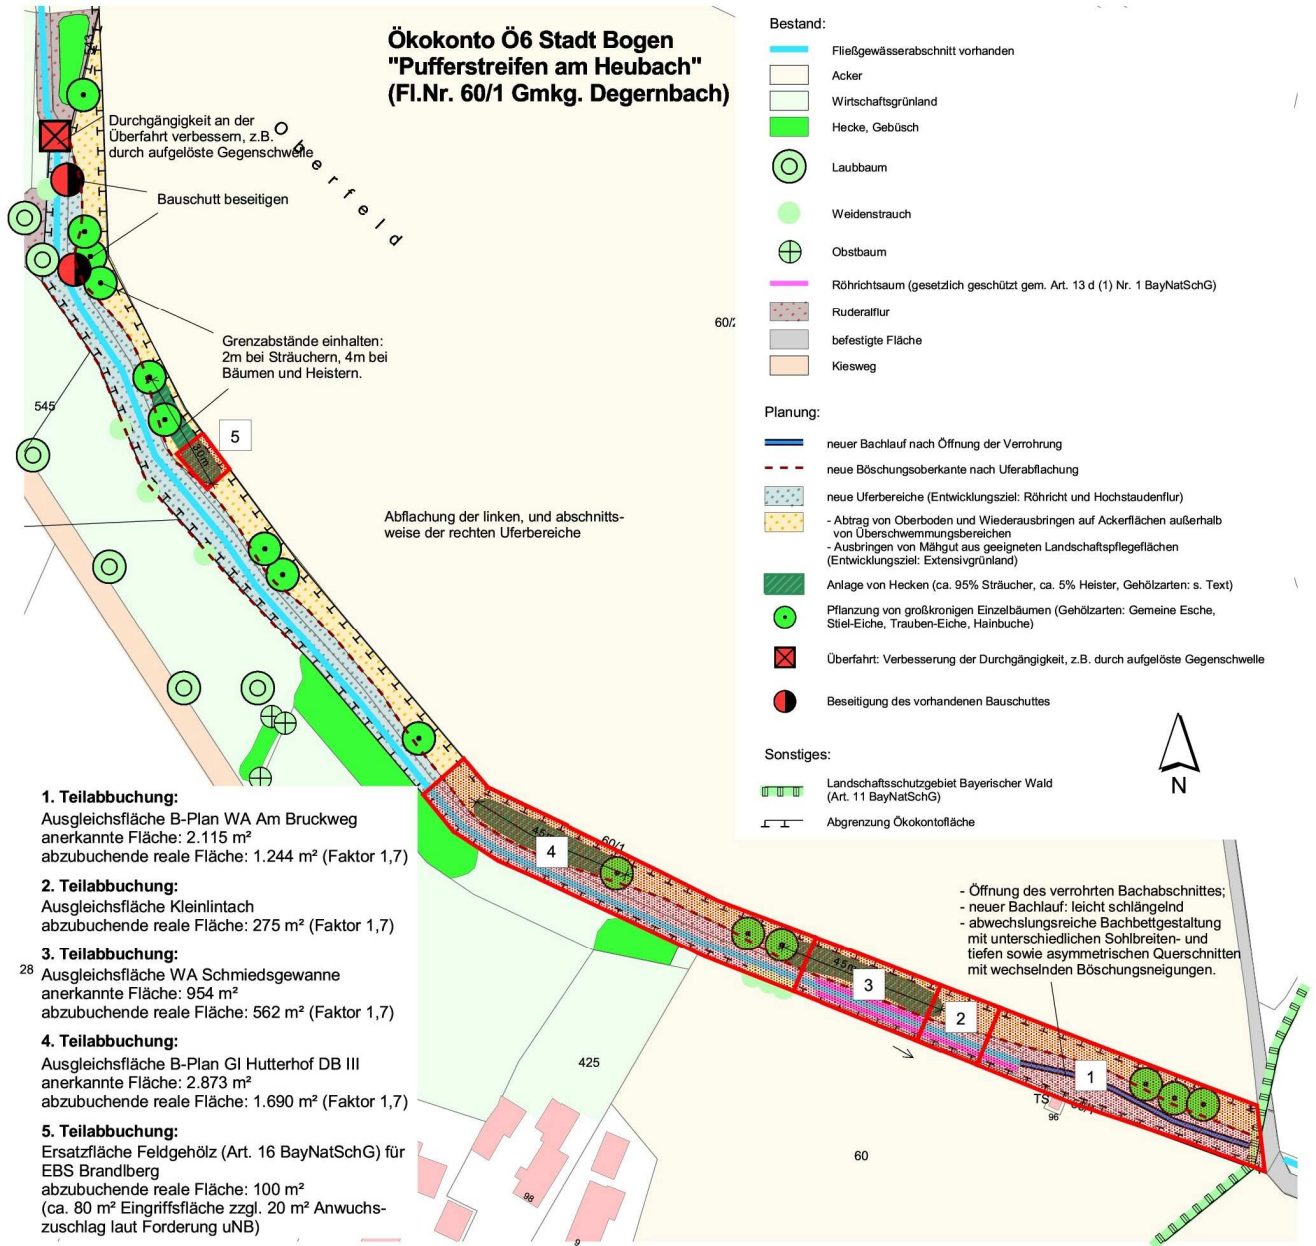 Ökokonto Ö6 Stadt Bogen
"Pufferstreifen am Heubach"
(Fl.Nr. 60/1 Gmkg. Degernbach)
543
Durchgängigkeit an der
Überfahrt verbessern, z.B.
durch aufgelöste Gegenschwelle
Oberfeld
Bauschutt beseitigen
Grenzabstände einhalten:
2m bei Sträuchern, 4m bei
Bäumen und Heistern.
545
5
30m
60/2
Abflachung der linken, und abschnitts-
weise der rechten Uferbereiche
Bestand:
Fließgewässerabschnitt vorhanden
Acker
Wirtschaftsgrünland
Hecke, Gebüsch
Laubbaum
Weidenstrauch
Obstbaum
Röhrichtsaum (gesetzlich geschützt gem. Art. 13 d (1) Nr. 1 BayNatSchG)
Ruderalflur
befestigte Fläche
Kiesweg
Planung:
neuer Bachlauf nach Öffnung der Verrohrung
neue Böschungsoberkante nach Uferabflachung
neue Uferbereiche (Entwicklungsziel: Röhricht und Hochstaudenflur)
- Abtrag von Oberboden und Wiederausbringen auf Ackerflächen außerhalb
von Überschwemmungsbereichen
- Ausbringen von Mähgut aus geeigneten Landschaftspflegeflächen
(Entwicklungsziel: Extensivgrünland)
Anlage von Hecken (ca. 95% Sträucher, ca. 5% Heister, Gehölzarten: s. Text)
Pflanzung von großkronigen Einzelbäumen (Gehölzarten: Gemeine Esche,
Stiel-Eiche, Trauben-Eiche, Hainbuche)
Überfahrt: Verbesserung der Durchgängigkeit, z.B. durch aufgelöste Gegenschwelle
Beseitigung des vorhandenen Bauschuttes
Sonstiges:
Landschaftsschutzgebiet Bayerischer Wald
(Art. 11 BayNatSchG)
Abgrenzung Ökokontofläche
N
1. Teilabbuchung:
Ausgleichsfläche B-Plan WA Am Bruckweg
anerkannte Fläche: 2.115 m²
abzubuchende reale Fläche: 1.244 m² (Faktor 1,7)
2. Teilabbuchung:
Ausgleichsfläche Kleinlintach
abzubuchende reale Fläche: 275 m² (Faktor 1,7)
3. Teilabbuchung:
28
Ausgleichsfläche WA Schmiedsgewanne
anerkannte Fläche: 954 m²
abzubuchende reale Fläche: 562 m² (Faktor 1,7)
4. Teilabbuchung:
Ausgleichsfläche B-Plan GI Hutterhof DB III
anerkannte Fläche: 2.873 m²
abzubuchende reale Fläche: 1.690 m² (Faktor 1,7)
5. Teilabbuchung:
Ersatzfläche Feldgehölz (Art. 16 BayNatSchG) für
EBS Brandlberg
abzubuchende reale Fläche: 100 m²
(ca. 80 m² Eingriffsfläche zzgl. 20 m² Anwuchs-
zuschlag laut Forderung uNB)
45m
60/1
4
45m
3
2
1
- Öffnung des verrohrten Bachabschnittes;
- neuer Bachlauf: leicht schlängelnd
- abwechslungsreiche Bachbettgestaltung
mit unterschiedlichen Sohlbreiten- und
tiefen sowie asymmetrischen Querschnitten
mit wechselnden Böschungsneigungen.
TS
96
425
60
98
9